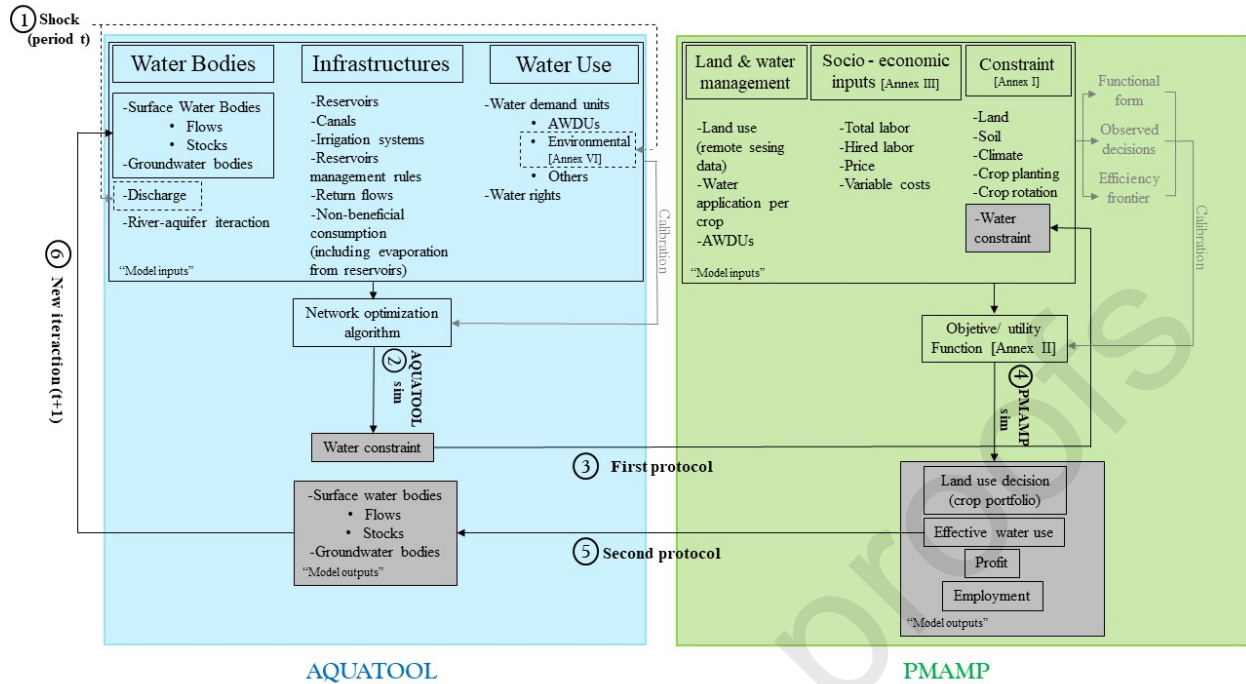 1 Shock
(period t)
Water Bodies
-Surface Water Bodies
• Flows
• Stocks
-Groundwater bodies
-Discharge
-River-aquifer iteraction
"Model inputs"
Infrastructures
-Reservoirs
-Canals
-Irrigation systems
-Reservoirs
management rules
-Return flows
-Non-beneficial
consumption
(including evaporation
from reservoirs)
Water Use
-Water demand units
• AWDUs
• Environmental
[Annex VI]
• Others
-Water rights
Calibration
Network optimization
algorithm
2 AQUATOOL
sim
Water constraint
3 First protocol
-Surface water bodies
• Flows
• Stocks
-Groundwater bodies
"Model outputs"
5 Second protocol
6 New iteraction (t+1)
AQUATOOL
Land & water
management
-Land use
(remote sesing
data)
-Water
application per
crop
-AWDUs
"Model inputs"
Socio - economic
inputs [Annex III]
-Total labor
-Hired labor
-Price
-Variable costs
Constraint
[Annex I]
-Land
-Soil
-Climate
-Crop planting
-Crop rotation
-Water
constraint
Functional
form
Observed
decisions
Efficiency
frontier
Calibration
Objetive/ utility
Function [Annex II]
4 PMAMP
sim
Land use decision
(crop portfolio)
Effective water use
Profit
Employment
"Model outputs"
PMAMP
proofs